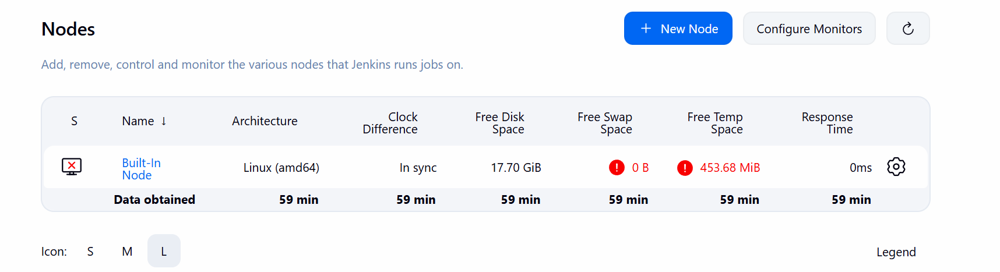 Nodes
New Node
Configure Monitors
Add, remove, control and monitor the various nodes that Jenkins runs jobs on.
S Name ↓ Architecture Clock Difference Free Disk Space Free Swap Space Free Temp Space Response Time
Built-In Node Linux (amd64) In sync 17.70 GiB 0 B 453.68 MiB 0ms
Data obtained 59 min 59 min 59 min 59 min 59 min 59 min
Icon: S M L
Legend